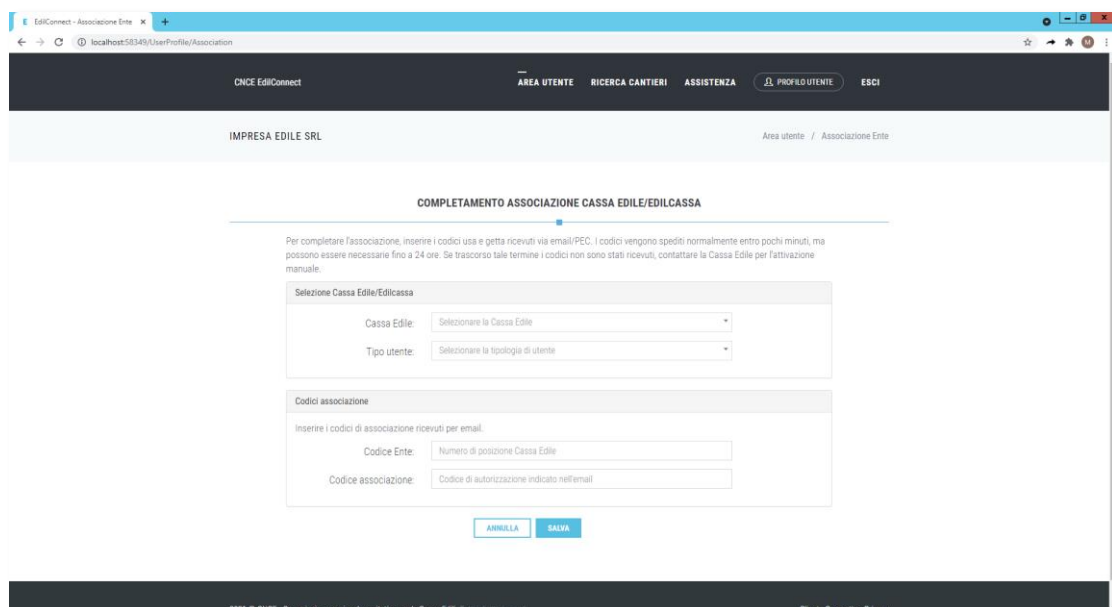 EdilConnect - Associazione Ente
localhost:58349/UserProfile/Association
M
CNCE EdilConnect
AREA UTENTE
RICERCA CANTIERI
ASSISTENZA
PROFILO UTENTE
ESCI
IMPRESA EDILE SRL
Area utente / Associazione Ente
COMPLETAMENTO ASSOCIAZIONE CASSA EDILE/EDILCASSA
Per completare l'associazione, inserire i codici usa e getta ricevuti via email/PEC. I codici vengono spediti normalmente entro pochi minuti, ma
possono essere necessarie fino a 24 ore. Se trascorso tale termine i codici non sono stati ricevuti, contattare la Cassa Edile per l'attivazione
manuale.
Selezione Cassa Edile/Edilcassa
Cassa Edile: Selezionare la Cassa Edile
Tipo utente: Selezionare la tipologia di utente
Codici associazione
Inserire i codici di associazione ricevuti per email.
Codice Ente: Numero di posizione Cassa Edile
Codice associazione: Codice di autorizzazione indicato nell'email
ANNULLA
SALVA